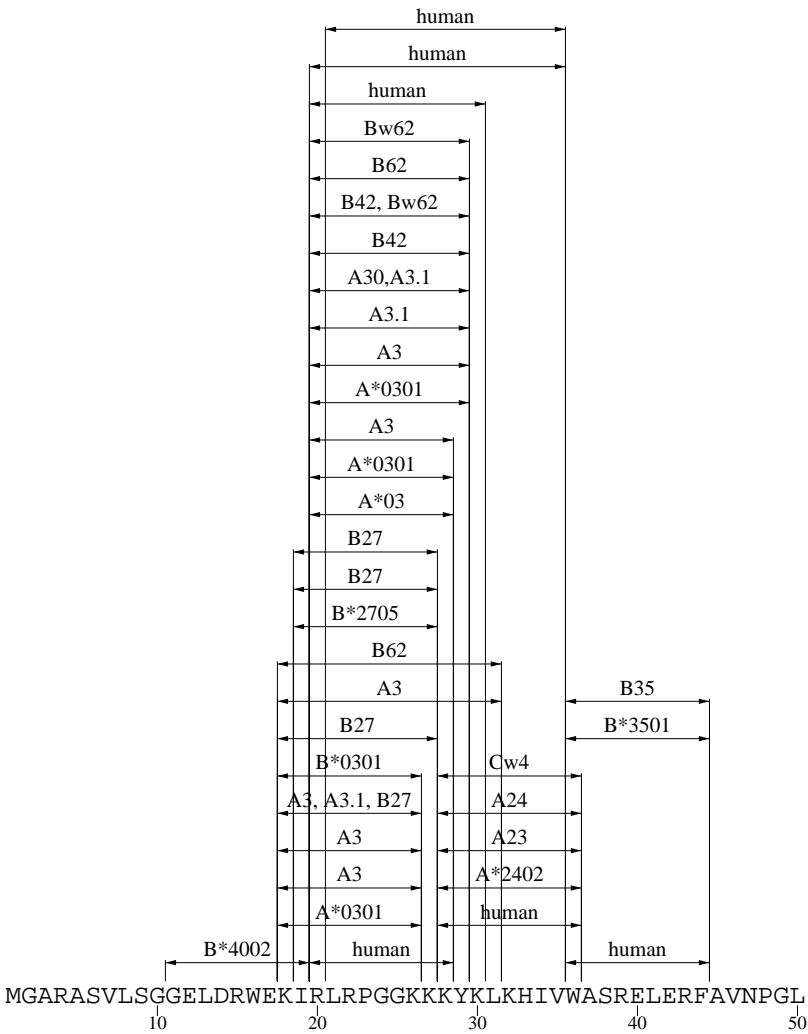 human
human
human
Bw62
B62
B42, Bw62
B42
A30,A3.1
A3.1
A3
A*0301
A3
A*0301
A*03
B27
B27
B*2705
B62
A3 B35
B27 B*3501
B*0301 Cw4
A3, A3.1, B27 A24
A3 A23
A3 A*2402
A*0301 human
B*4002 human human
MGARASVLSGGELDRWEKIRLRPGGKKKYKLKHIVWASRELERFAVNPGL
10 20 30 40 50